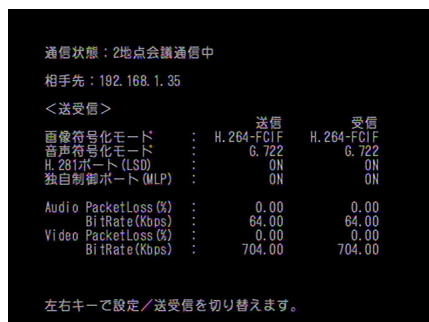 通信状態：2地点会議通信中
相手先：192.168.1.35
＜送受信＞
送信 受信
画像符号化モード : H.264-FCIF H.264-FCIF
音声符号化モード : G.722 G.722
H.281ポート(LSD) : ON ON
独自制御ポート(MLP) : ON ON
Audio PacketLoss(%) : 0.00 0.00
BitRate(Kbps) : 64.00 64.00
Video PacketLoss(%) : 0.00 0.00
BitRate(Kbps) : 704.00 704.00
左右キーで設定／送受信を切り替えます。